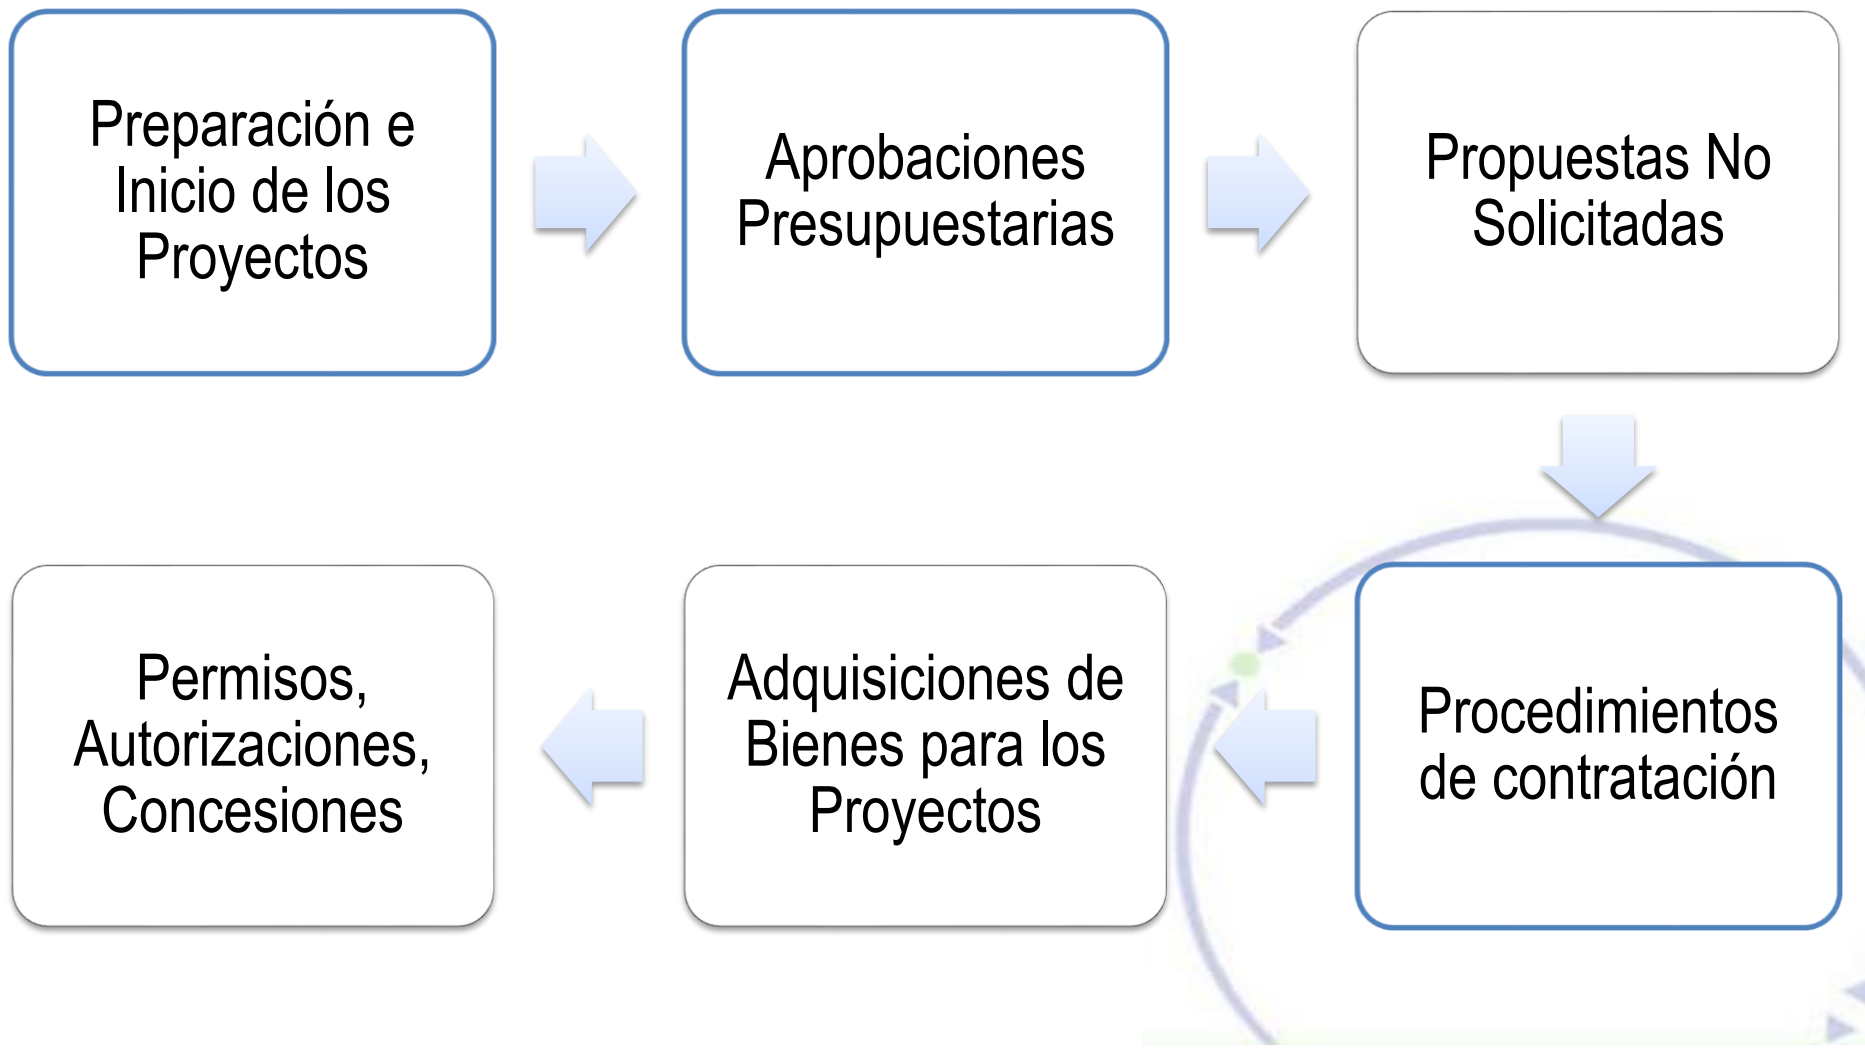 Preparación e
Inicio de los
Proyectos
Aprobaciones
Presupuestarias
Propuestas No
Solicitadas
Procedimientos
de contratación
Adquisiciones de
Bienes para los
Proyectos
Permisos,
Autorizaciones,
Concesiones